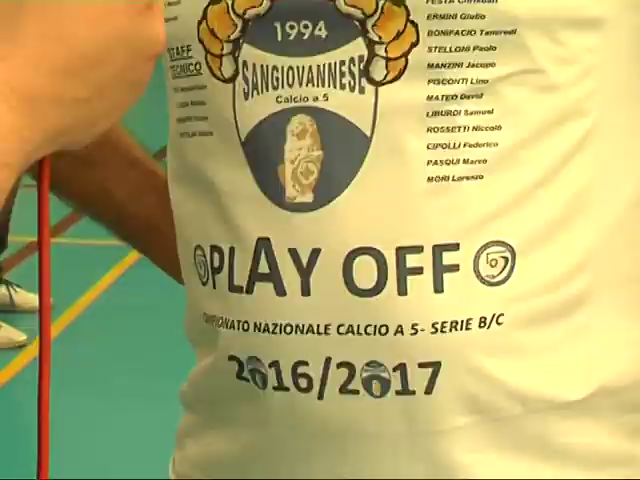 1994
SANGIOVANNESE
Calcio a 5
STAFF
TECNICO
ERMINI Giulio
BONIFACIO Tancredi
STELLONI Paolo
MANZINI Jacopo
PISCONTI Lino
MATEO David
LIBURDI Samuel
ROSSETTI Niccolò
CIPOLLI Federico
PASQUI Marco
MORI Lorenzo
PLAY OFF
NAZIONALE CALCIO A 5- SERIE B/C
2016/2017